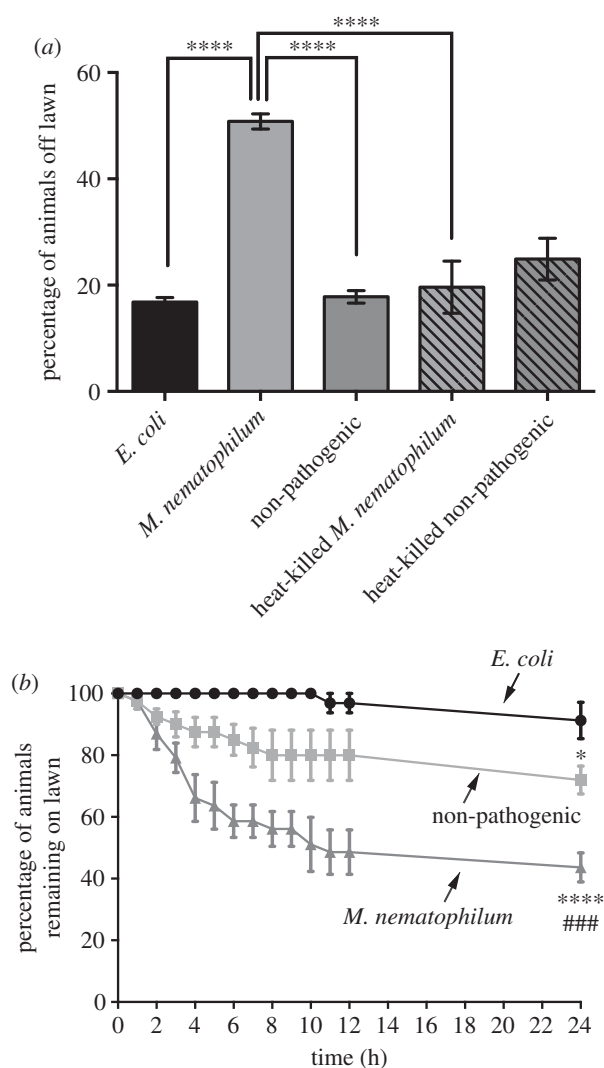 (a)
**** ****
****
percentage of animals off lawn
60
40
20
0
E. coli
M. nematophilum
non-pathogenic
heat-killed M. nematophilum
heat-killed non-pathogenic
(b)
percentage of animals
remaining on lawn
100
80
60
40
20
0
E. coli
*
non-pathogenic
M. nematophilum
****
###
0 2 4 6 8 10 12 14 16 18 20 22 24
time (h)